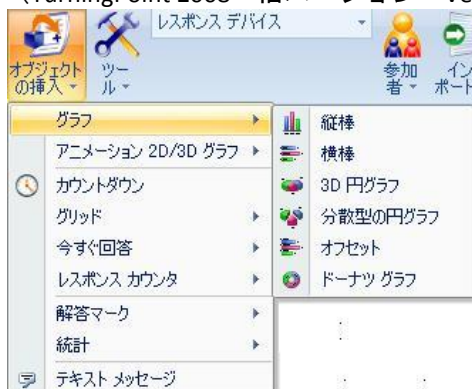 レスポンス デバイス
オブジェクト
の挿入
ツー
ル
参加
者
イン
ポート
グラフ
アニメーション 2D/3D グラフ
カウントダウン
グリッド
今すぐ回答
レスポンス カウンタ
解答マーク
統計
テキスト メッセージ
縦棒
横棒
3D 円グラフ
分散型の円グラフ
オフセット
ドーナツ グラフ